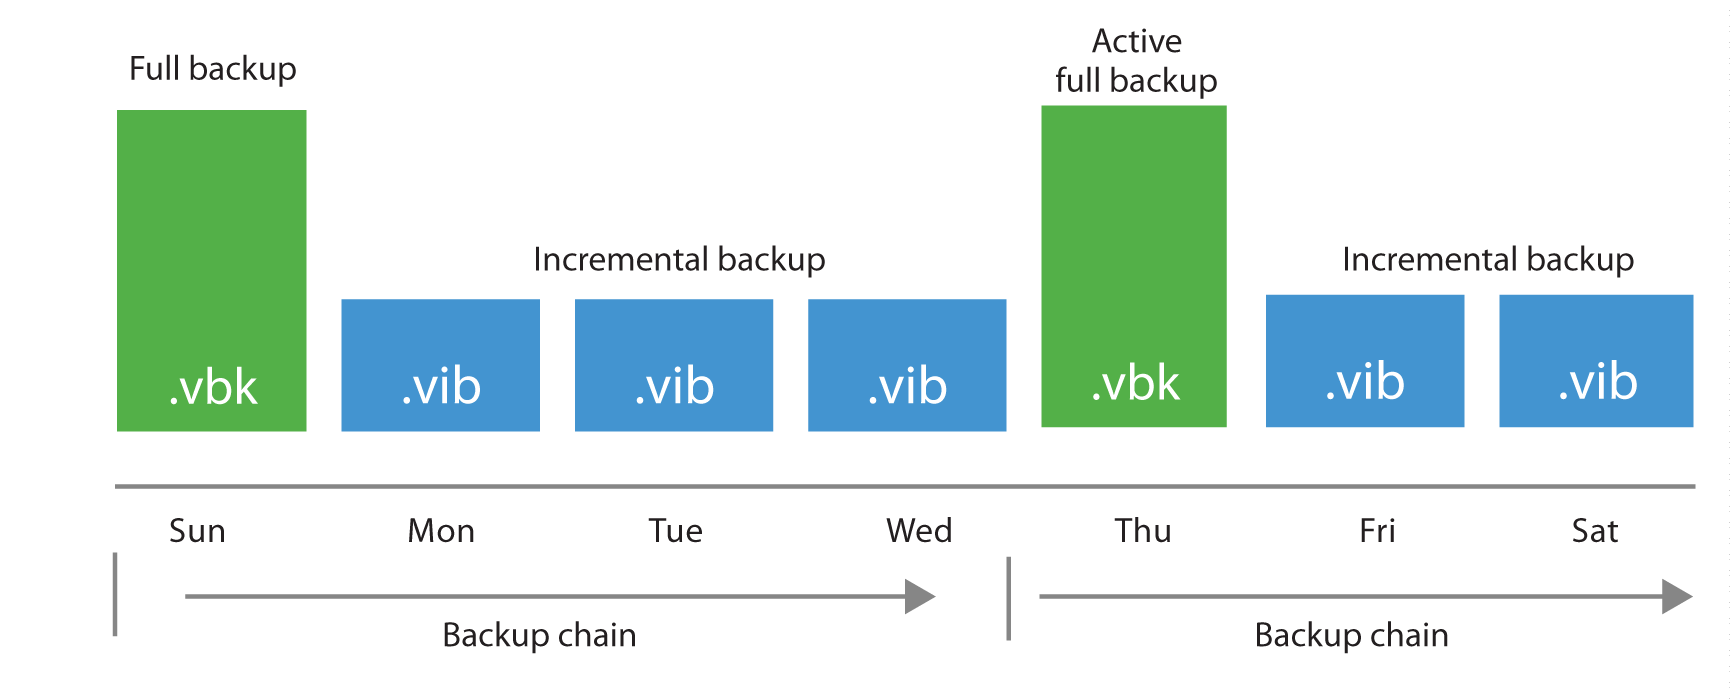 Full backup
Active
full backup
Incremental backup
Incremental backup
.vbk
.vib
.vib
.vib
.vbk
.vib
.vib
Sun
Mon
Tue
Wed
Thu
Fri
Sat
Backup chain
Backup chain